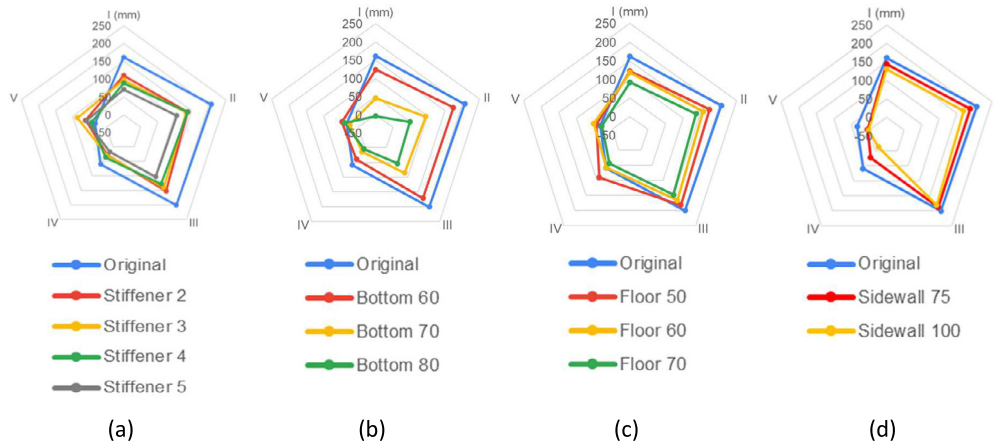 I (mm)
250
200
150
100
50
0
50
II
III
IV
V
Original
Stiffener 2
Stiffener 3
Stiffener 4
Stiffener 5
(a)
I (mm)
250
200
150
100
50
0
50
II
III
IV
V
Original
Bottom 60
Bottom 70
Bottom 80
(b)
I (mm)
250
200
150
100
50
0
-50
II
III
IV
V
Original
Floor 50
Floor 60
Floor 70
(c)
I (mm)
250
200
150
100
50
0
-50
II
III
IV
V
Original
Sidewall 75
Sidewall 100
(d)